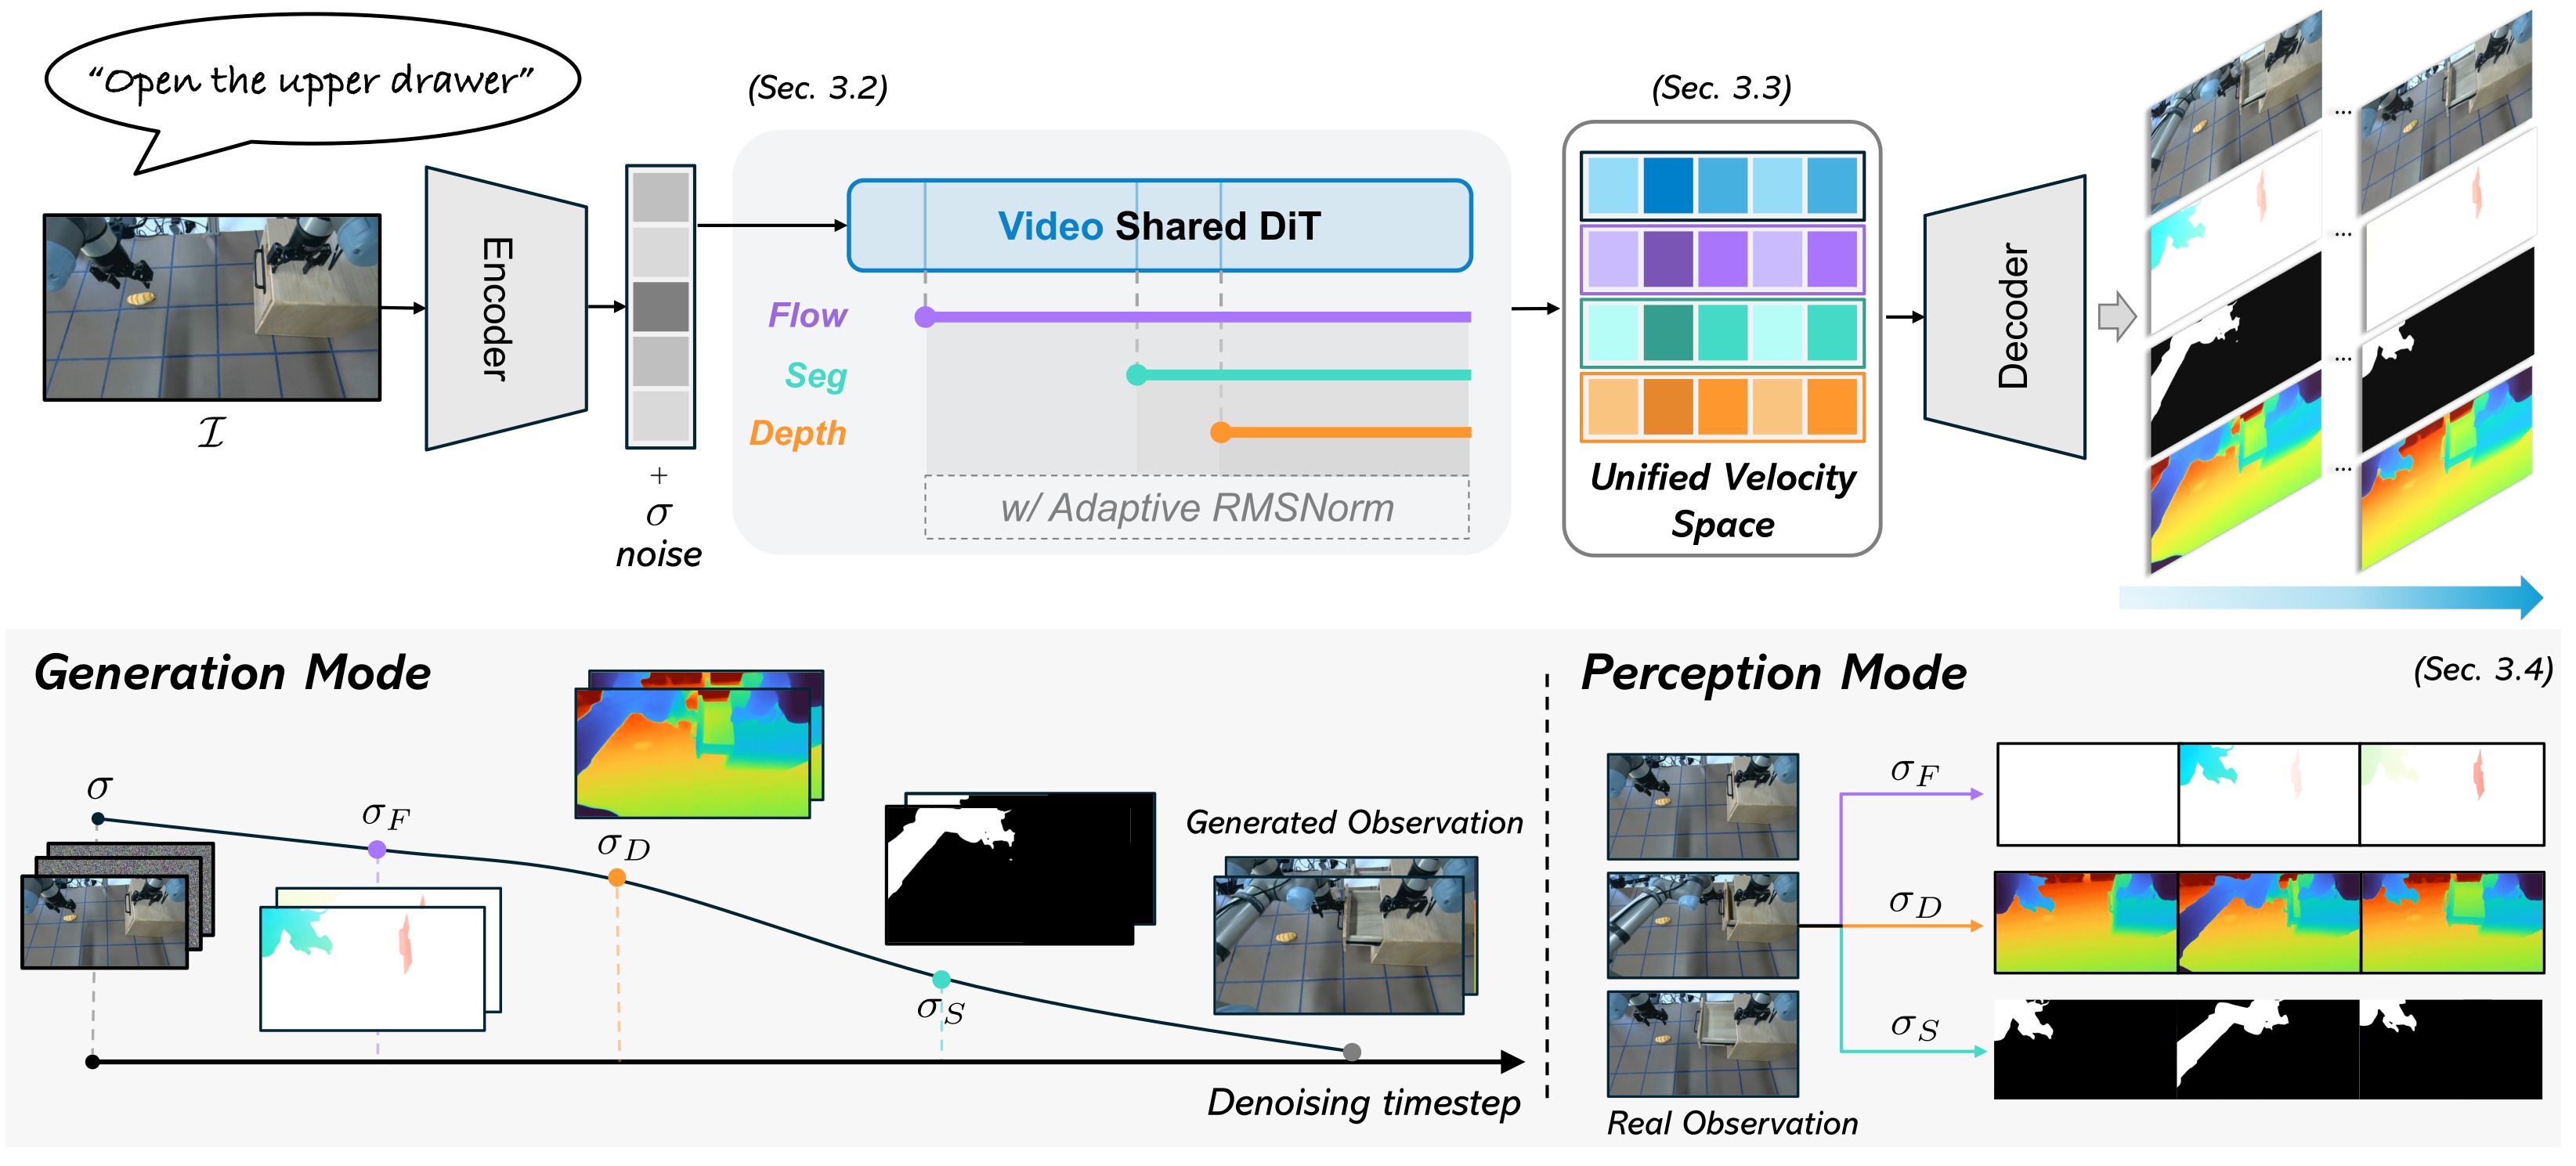 “Open the upper drawer”
(Sec. 3.2)
(Sec. 3.3)
Encoder
Video Shared DiT
Flow
Seg
Depth
w/ Adaptive RMSNorm
Unified Velocity
Space
Decoder
...
...
...
...
ℐ
+
σ
noise
Generation Mode
σ
σ_F
σ_D
σ_S
Generated Observation
Denoising timestep
Perception Mode
(Sec. 3.4)
σ_F
σ_D
σ_S
Real Observation